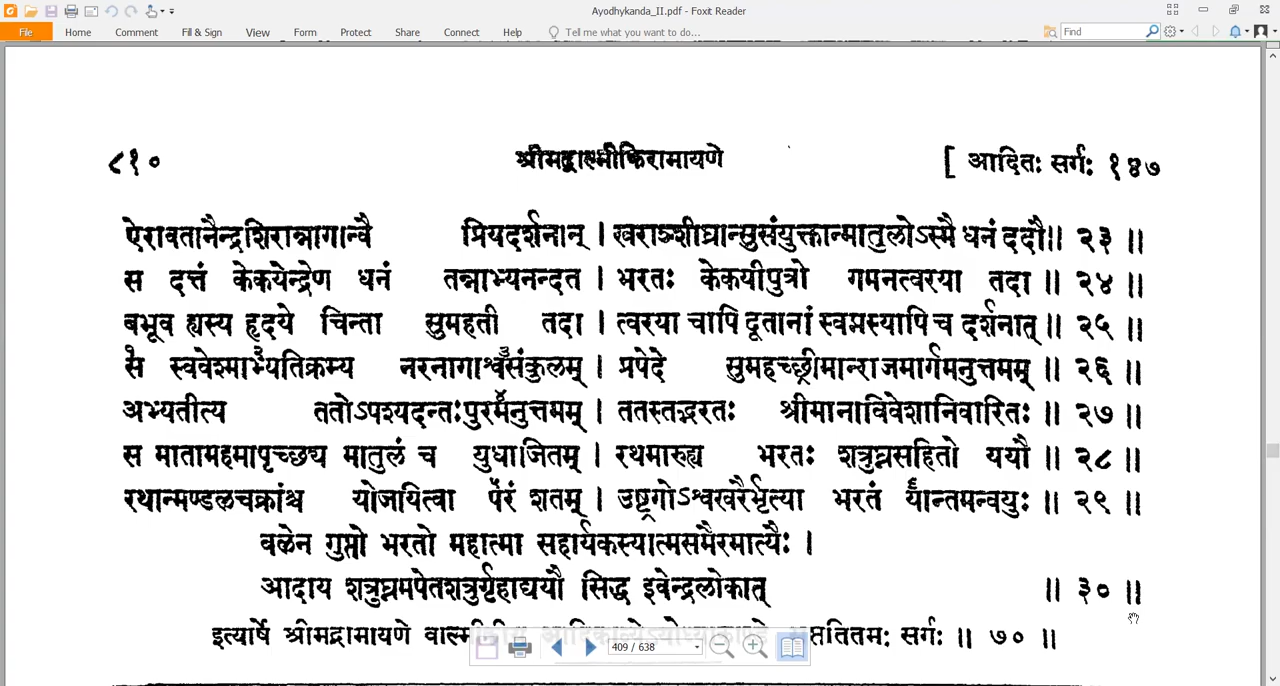 Ayodhykanda_II.pdf - Foxit Reader
File Home Comment Fill & Sign View Form Protect Share Connect Help Tell me what you want to do... Find
८१० श्रीमद्वाल्मीकिरामायणे [ आदितः सर्गः १४७
ऐरावतानैन्द्रशिरान्नागान्वै प्रियदर्शनान् । खराञ्शीघ्रान्सुसंयुक्तान्मातुलोऽस्मै धनं ददौ॥ २३ ॥
स दत्तं केकयेन्द्रेण धनं तन्नाभ्यनन्दत । भरतः केकयीपुत्रो गमनत्वरया तदा ॥ २४ ॥
बभूव ह्यस्य हृदये चिन्ता सुमहती तदा । त्वरया चापि दूतानां स्वप्नस्यापि च दर्शनात् ॥ २५ ॥
स स्ववेश्माभ्यतिक्रम्य नरनागाश्वसंकुलम् । प्रपेदे सुमहच्छ्रीमान्राजमार्गमनुत्तमम् ॥ २६ ॥
अभ्यतीत्य ततोऽपश्यदन्तःपुरमनुत्तमम् । ततस्तद्भरतः श्रीमानाविवेशानिवारितः ॥ २७ ॥
स मातामहमापृच्छद्य मातुलं च युधाजितम् । रथमारुह्य भरतः शत्रुघ्नसहितो ययौ ॥ २८ ॥
रथान्मण्डलचक्रांश्च योजयित्वा परं शतम् । उष्ट्रगोऽश्वखरैर्भृत्या भरतं यान्तमन्वयुः ॥ २९ ॥
बलेन गुप्तो भरतो महात्मा सहार्यकस्यात्मसमैरमात्यैः ।
आदाय शत्रुघ्नमपेतशत्रुर्गृहाद्ययौ सिद्ध इवेन्द्रलोकात् ॥ ३० ॥
इत्यार्षे श्रीमद्रामायणे सर्गः ॥ ७० ॥
409 / 638